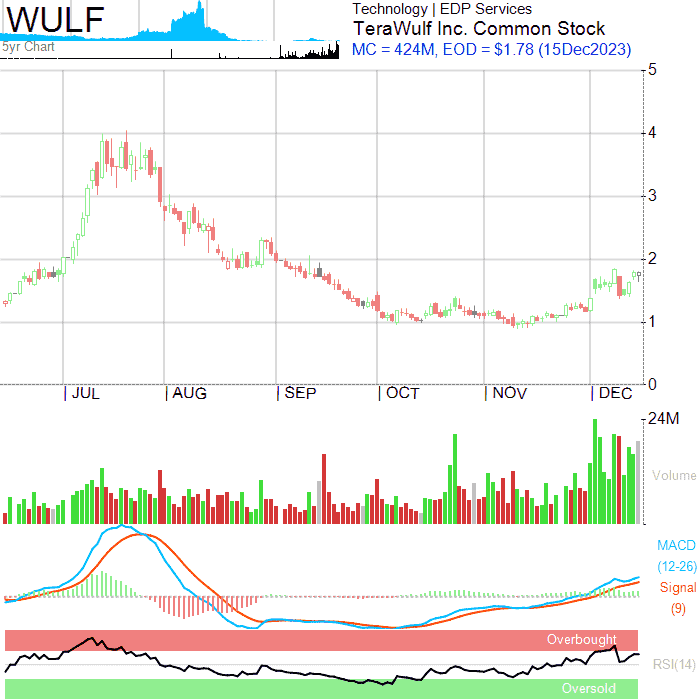 WULF
5yr Chart
Technology | EDP Services
TeraWulf Inc. Common Stock
MC = 424M, EOD = $1.78 (15Dec2023)
5
4
3
2
1
0
JUL AUG SEP OCT NOV DEC
24M
Volume
MACD
(12-26)
Signal
(9)
Overbought
RSI(14)
Oversold